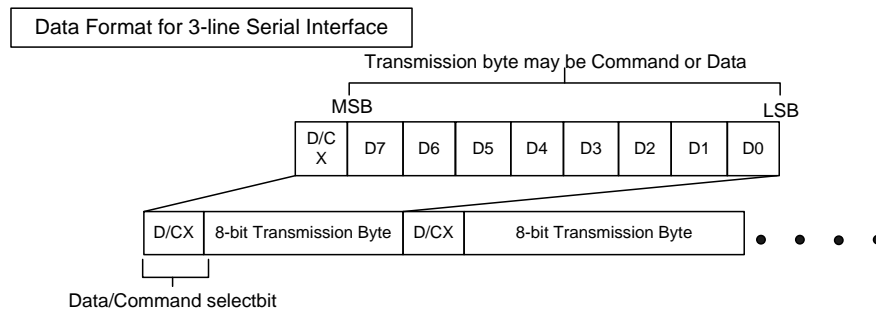 Data Format for 3-line Serial Interface
Transmission byte may be Command or Data
MSB
LSB
D/C
X
D7
D6
D5
D4
D3
D2
D1
D0
D/CX
8-bit Transmission Byte
D/CX
8-bit Transmission Byte
Data/Command selectbit